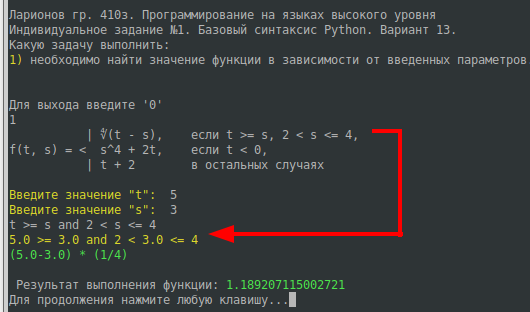 Ларионов гр. 410з. Программирование на языках высокого уровня
Индивидуальное задание №1. Базовый синтаксис Python. Вариант 13.
Какую задачу выполнить:
1) необходимо найти значение функции в зависимости от введенных параметров
Для выхода введите '0'
1
| ∜(t - s), если t >= s, 2 < s <= 4,
f(t, s) = < s^4 + 2t, если t < 0,
| t + 2 в остальных случаях
Введите значение "t": 5
Введите значение "s": 3
t >= s and 2 < s <= 4
5.0 >= 3.0 and 2 < 3.0 <= 4
(5.0-3.0) * (1/4)
Результат выполнения функции: 1.189207115002721
Для продолжения нажмите любую клавишу...